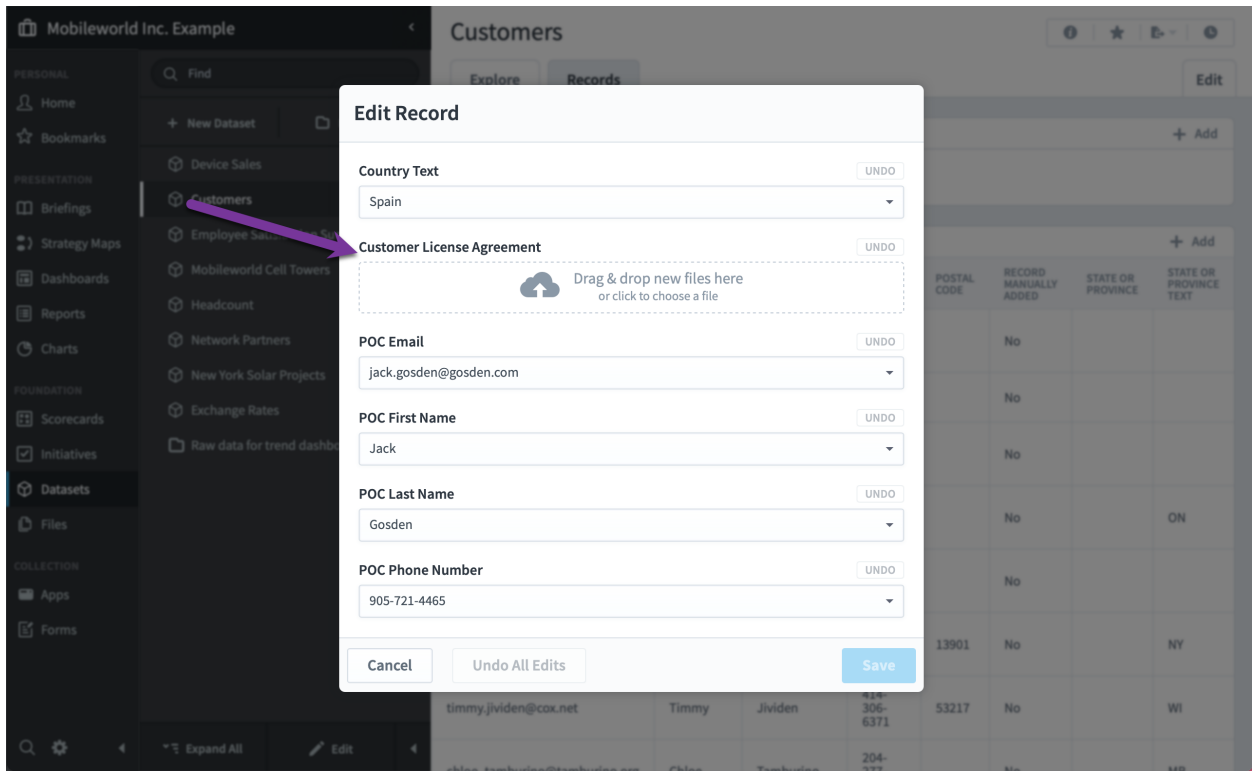 Mobileworld Inc. Example
Customers
PERSONAL
Find
Explore
Records
Edit
Home
Bookmarks
+ New Dataset
+ Add
Device Sales
PRESENTATION
Customers
Briefings
Strategy Maps
Mobileworld Cell Towers
Dashboards
Headcount
Reports
Network Partners
Charts
New York Solar Projects
FOUNDATION
Exchange Rates
Scorecards
Raw data for trend
Initiatives
Datasets
Files
COLLECTION
Apps
Forms
Expand All
Edit
Edit Record
Country Text
UNDO
Spain
Customer License Agreement
UNDO
Drag & drop new files here
or click to choose a file
POC Email
UNDO
jack.gosden@gosden.com
POC First Name
UNDO
Jack
POC Last Name
UNDO
Gosden
POC Phone Number
UNDO
905-721-4465
Cancel
Undo All Edits
Save
+ Add
POSTAL
CODE
RECORD
MANUALLY
ADDED
STATE OR
PROVINCE
STATE OR
PROVINCE
TEXT
No
No
No
No
ON
No
13901
No
NY
timmy.jividen@cox.net
Timmy
Jividen
414-
306-
6371
53217
No
WI
204-